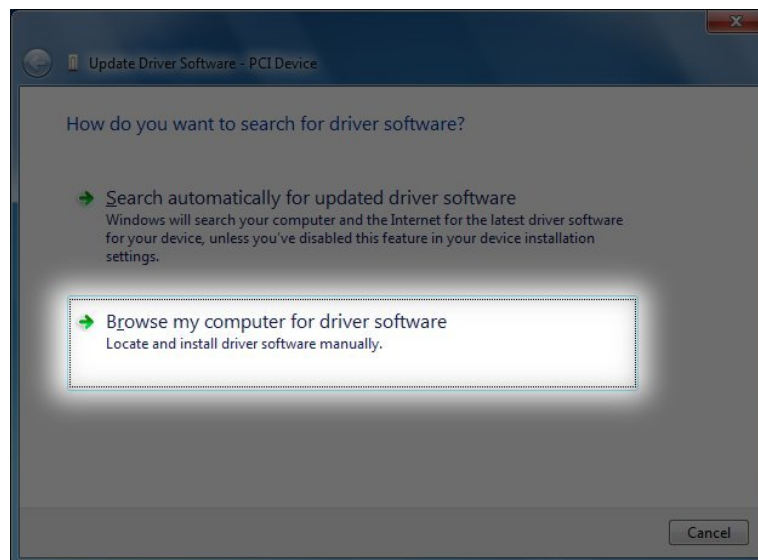 Update Driver Software - PCI Device
How do you want to search for driver software?
Search automatically for updated driver software
Windows will search your computer and the Internet for the latest driver software
for your device, unless you've disabled this feature in your device installation
settings.
Browse my computer for driver software
Locate and install driver software manually.
Cancel